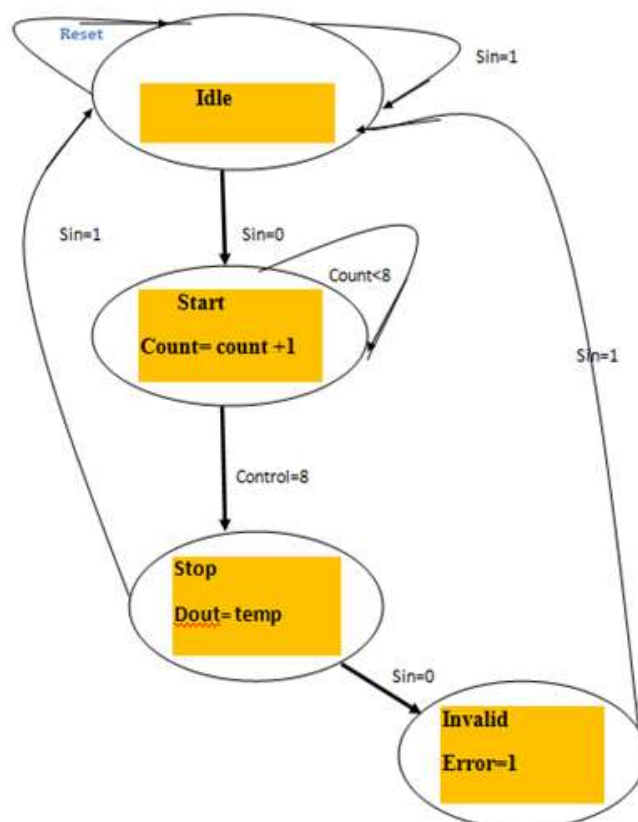 Reset
Sin=1
Idle
Sin=1
Sin=0
Count<8
Start
Count= count +1
Sin=1
Control=8
Stop
Dout= temp
Sin=0
Invalid
Error=1